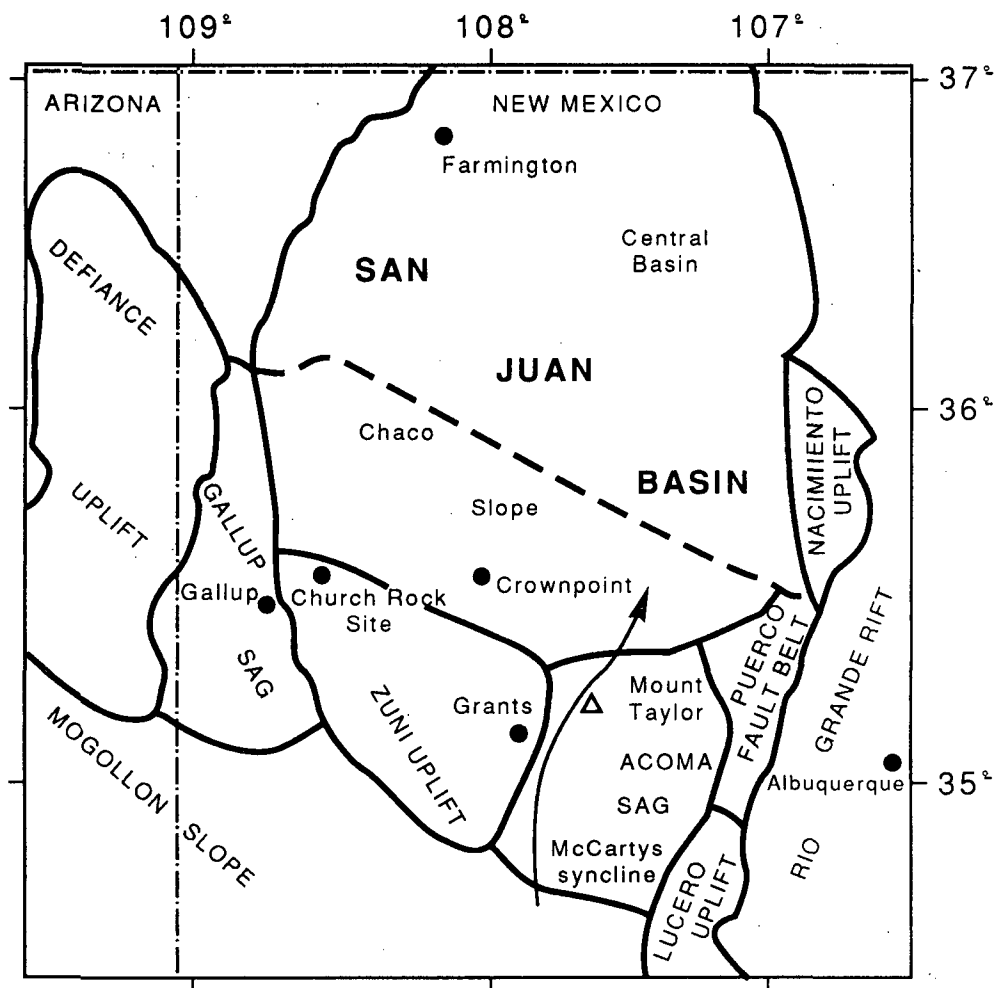 109°
108°
107°
37°
ARIZONA
NEW MEXICO
Farmington
Central
Basin
SAN
DEFIANCE
JUAN
36°
Chaco
BASIN
NACIMIENTO
UPLIFT
Slope
UPLIFT
GALLUP
Gallup
Church Rock
Site
Crownpoint
PUERCO
FAULT BELT
GRANDE RIFT
SAG
ZUÑI UPLIFT
Grants
Mount
Taylor
MOGOLLON SLOPE
ACOMA
35°
Albuquerque
SAG
McCartys
syncline
LUCERO
UPLIFT
RIO